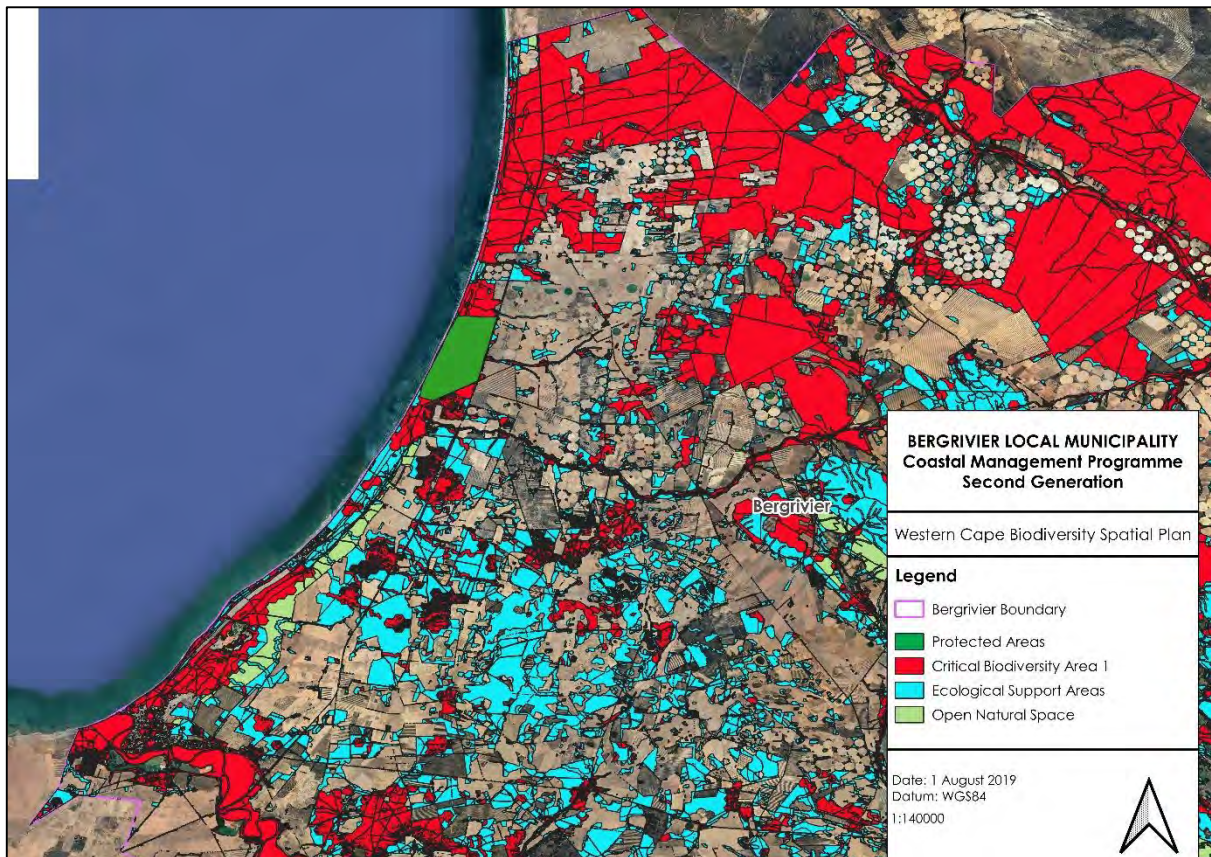 Bergrivier
BERGRIVIER LOCAL MUNICIPALITY
Coastal Management Programme
Second Generation
Western Cape Biodiversity Spatial Plan
Legend
Bergrivier Boundary
Protected Areas
Critical Biodiversity Area 1
Ecological Support Areas
Open Natural Space
Date: 1 August 2019
Datum: WGS84
1:140000